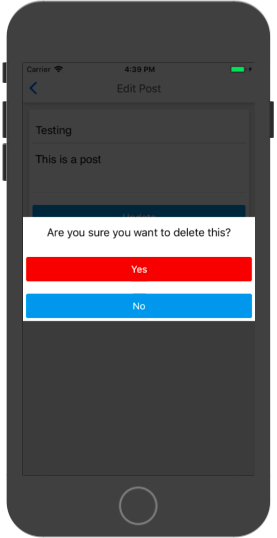 Carrier 4:39 PM
Edit Post
Testing
This is a post
Update
Are you sure you want to delete this?
Yes
No